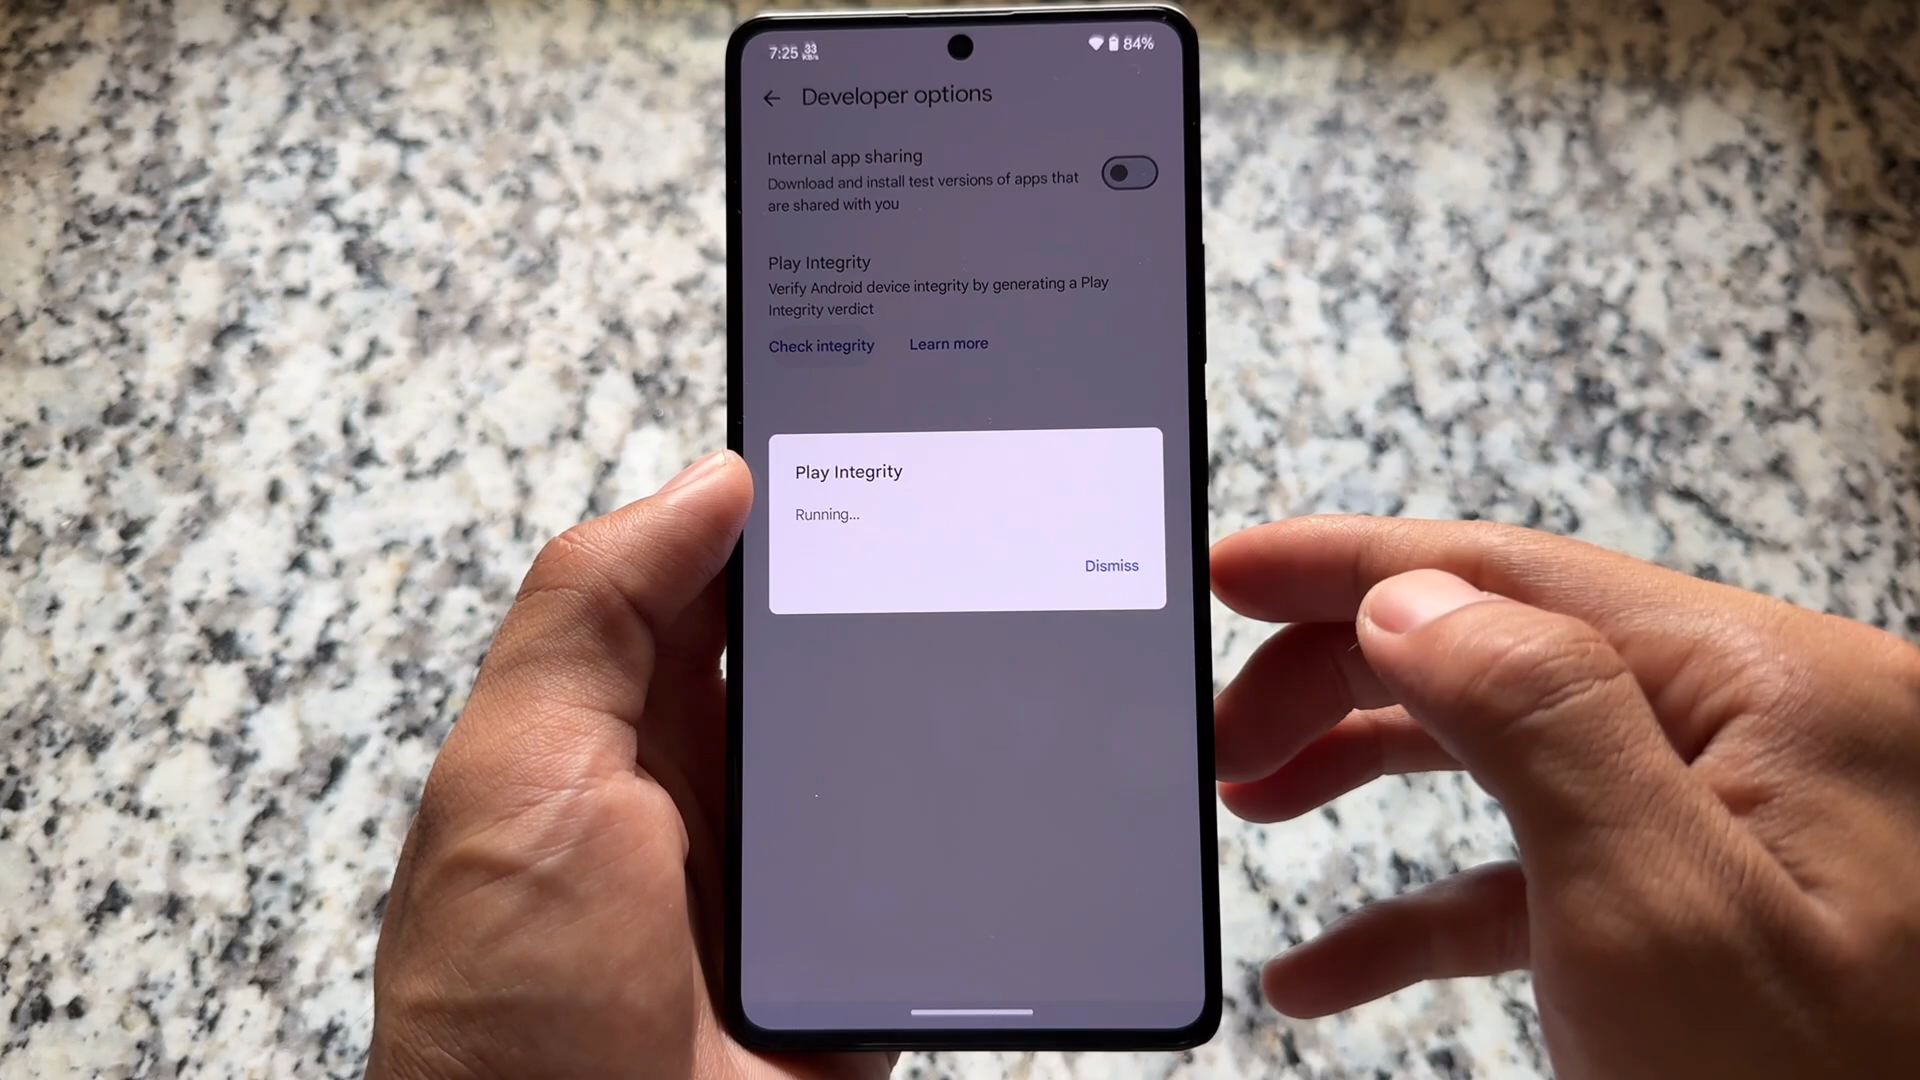 7:25 33 KB/s 84%
Developer options
Internal app sharing
Download and install test versions of apps that
are shared with you
Play Integrity
Verify Android device integrity by generating a Play
Integrity verdict
Check integrity Learn more
Play Integrity
Running...
Dismiss